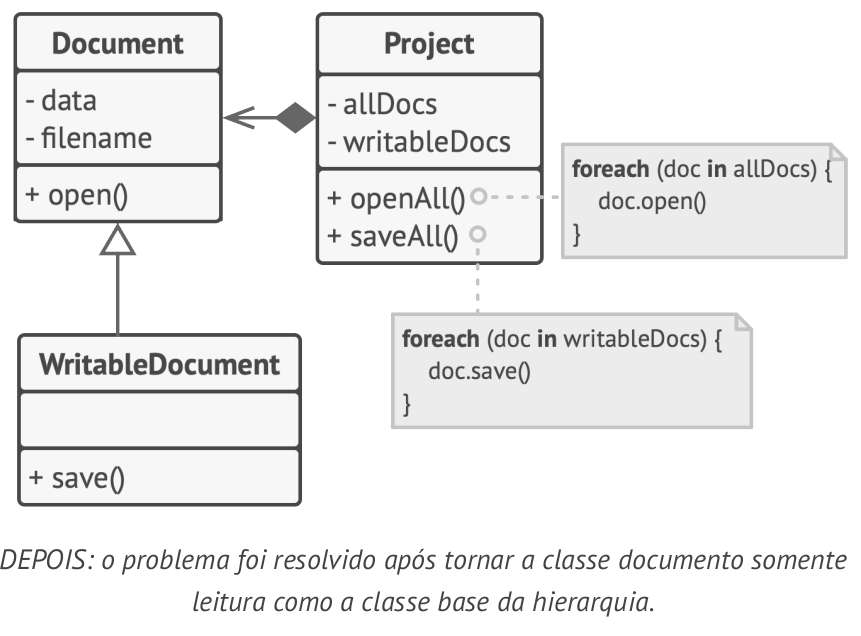 Document
- data
- filename
+ open()
Project
- allDocs
- writableDocs
+ openAll()
+ saveAll()
foreach (doc in allDocs) {
doc.open()
}
foreach (doc in writableDocs) {
doc.save()
}
WritableDocument
+ save()
DEPOIS: o problema foi resolvido após tornar a classe documento somente
leitura como a classe base da hierarquia.